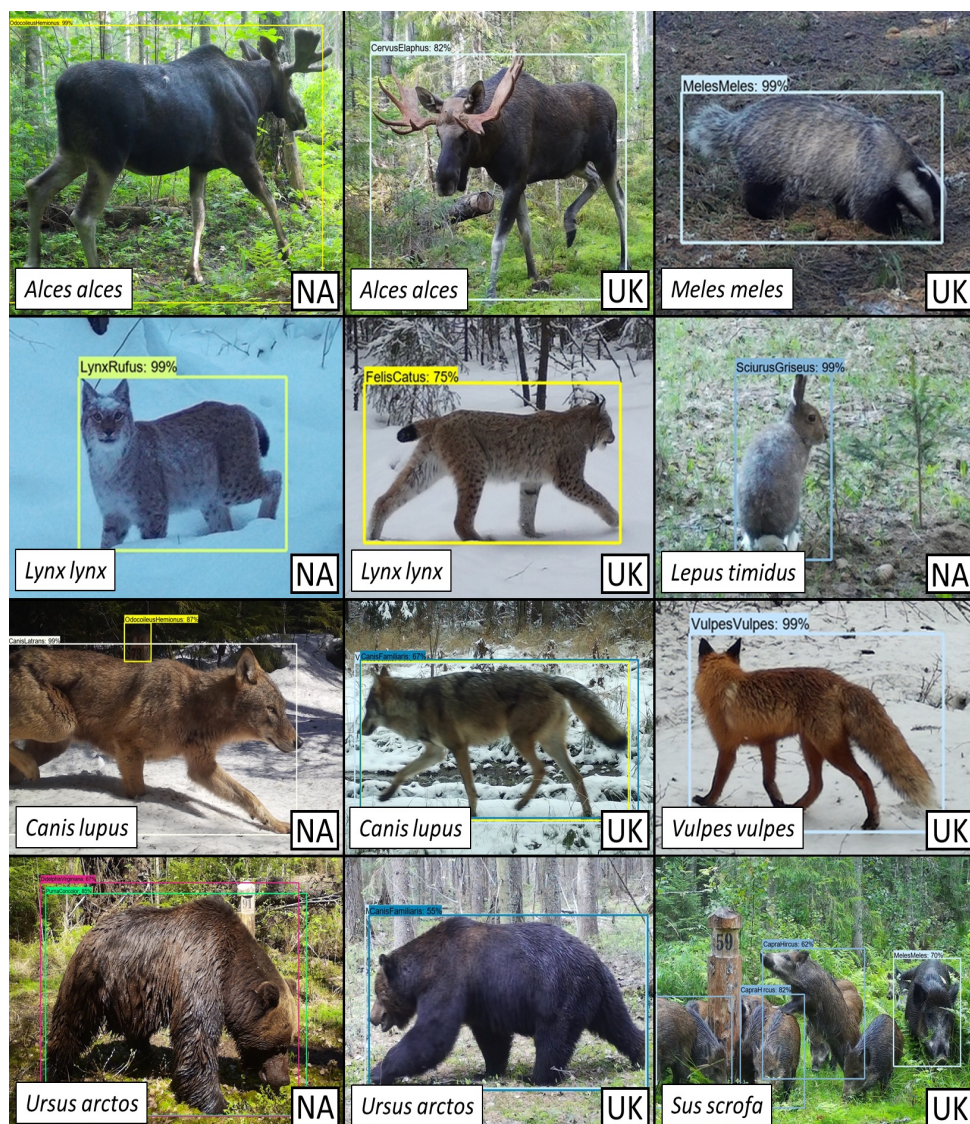 OdocoileusHemionus: 99%
Alces alces
NA
CervusElaphus: 82%
Alces alces
UK
MelesMeles: 99%
Meles meles
UK
LynxRufus: 99%
Lynx lynx
NA
FelisCatus: 75%
Lynx lynx
UK
SciurusGriseus: 99%
Lepus timidus
NA
OdocoileusHemionus: 87%
CanisLatrans: 99%
Canis lupus
NA
CanisFamiliaris: 67%
Canis lupus
UK
VulpesVulpes: 99%
Vulpes vulpes
UK
Ursus arctos
NA
CanisFamiliaris: 55%
Ursus arctos
UK
59
CapraHircus: 62%
MelesMeles: 70%
CapraHircus: 82%
Sus scrofa
UK